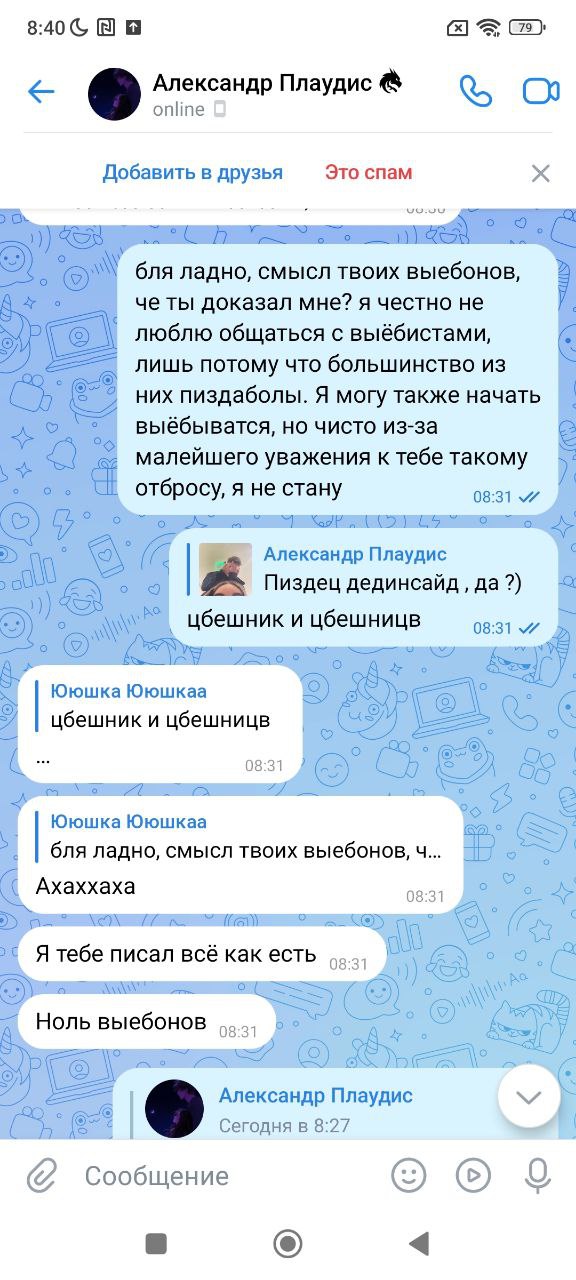 8:40
79
Александр Плаудис
online
Добавить в друзья
Это спам
бля ладно, смысл твоих выебонов,
че ты доказал мне? я честно не
люблю общаться с выёбистами,
лишь потому что большинство из
них пиздаболы. Я могу также начать
выёбыватся, но чисто из-за
малейшего уважения к тебе такому
отбросу, я не стану
08:31
Александр Плаудис
Пиздец дединсайд , да ?)
цбешник и цбешницв
08:31
Ююшка Ююшкаа
цбешник и цбешницв
...
08:31
Ююшка Ююшкаа
бля ладно, смысл твоих выебонов, ч...
Ахаххаха
08:31
Я тебе писал всё как есть
08:31
Ноль выебонов
08:31
Александр Плаудис
Сегодня в 8:27
Сообщение